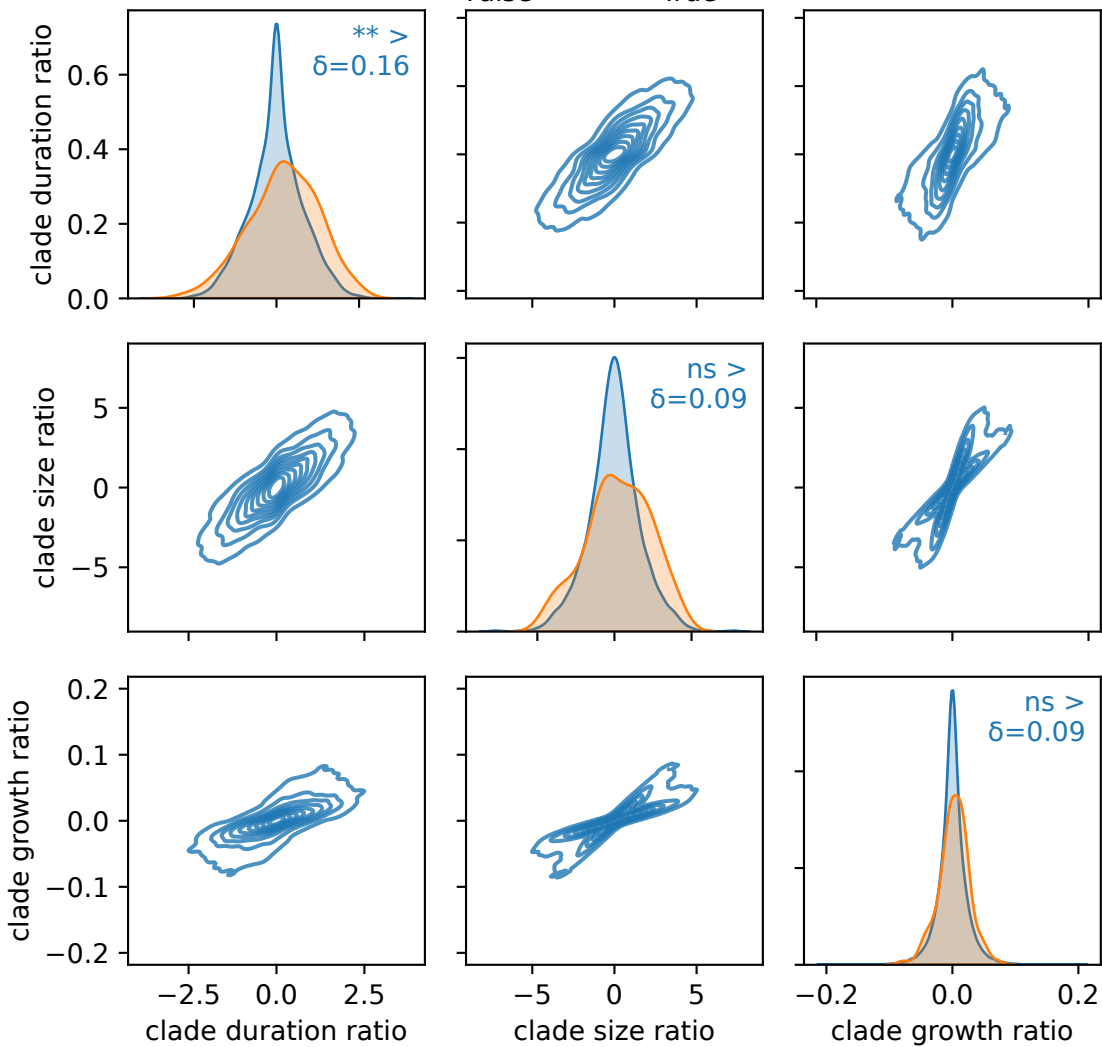 ** >
δ=0.16
clade duration ratio
0.6
0.4
0.2
0.0
ns >
δ=0.09
clade size ratio
5
0
−5
ns >
δ=0.09
clade growth ratio
0.2
0.1
0.0
−0.1
−0.2
−2.5 0.0 2.5
−5 0 5
−0.2 0.0 0.2
clade duration ratio
clade size ratio
clade growth ratio